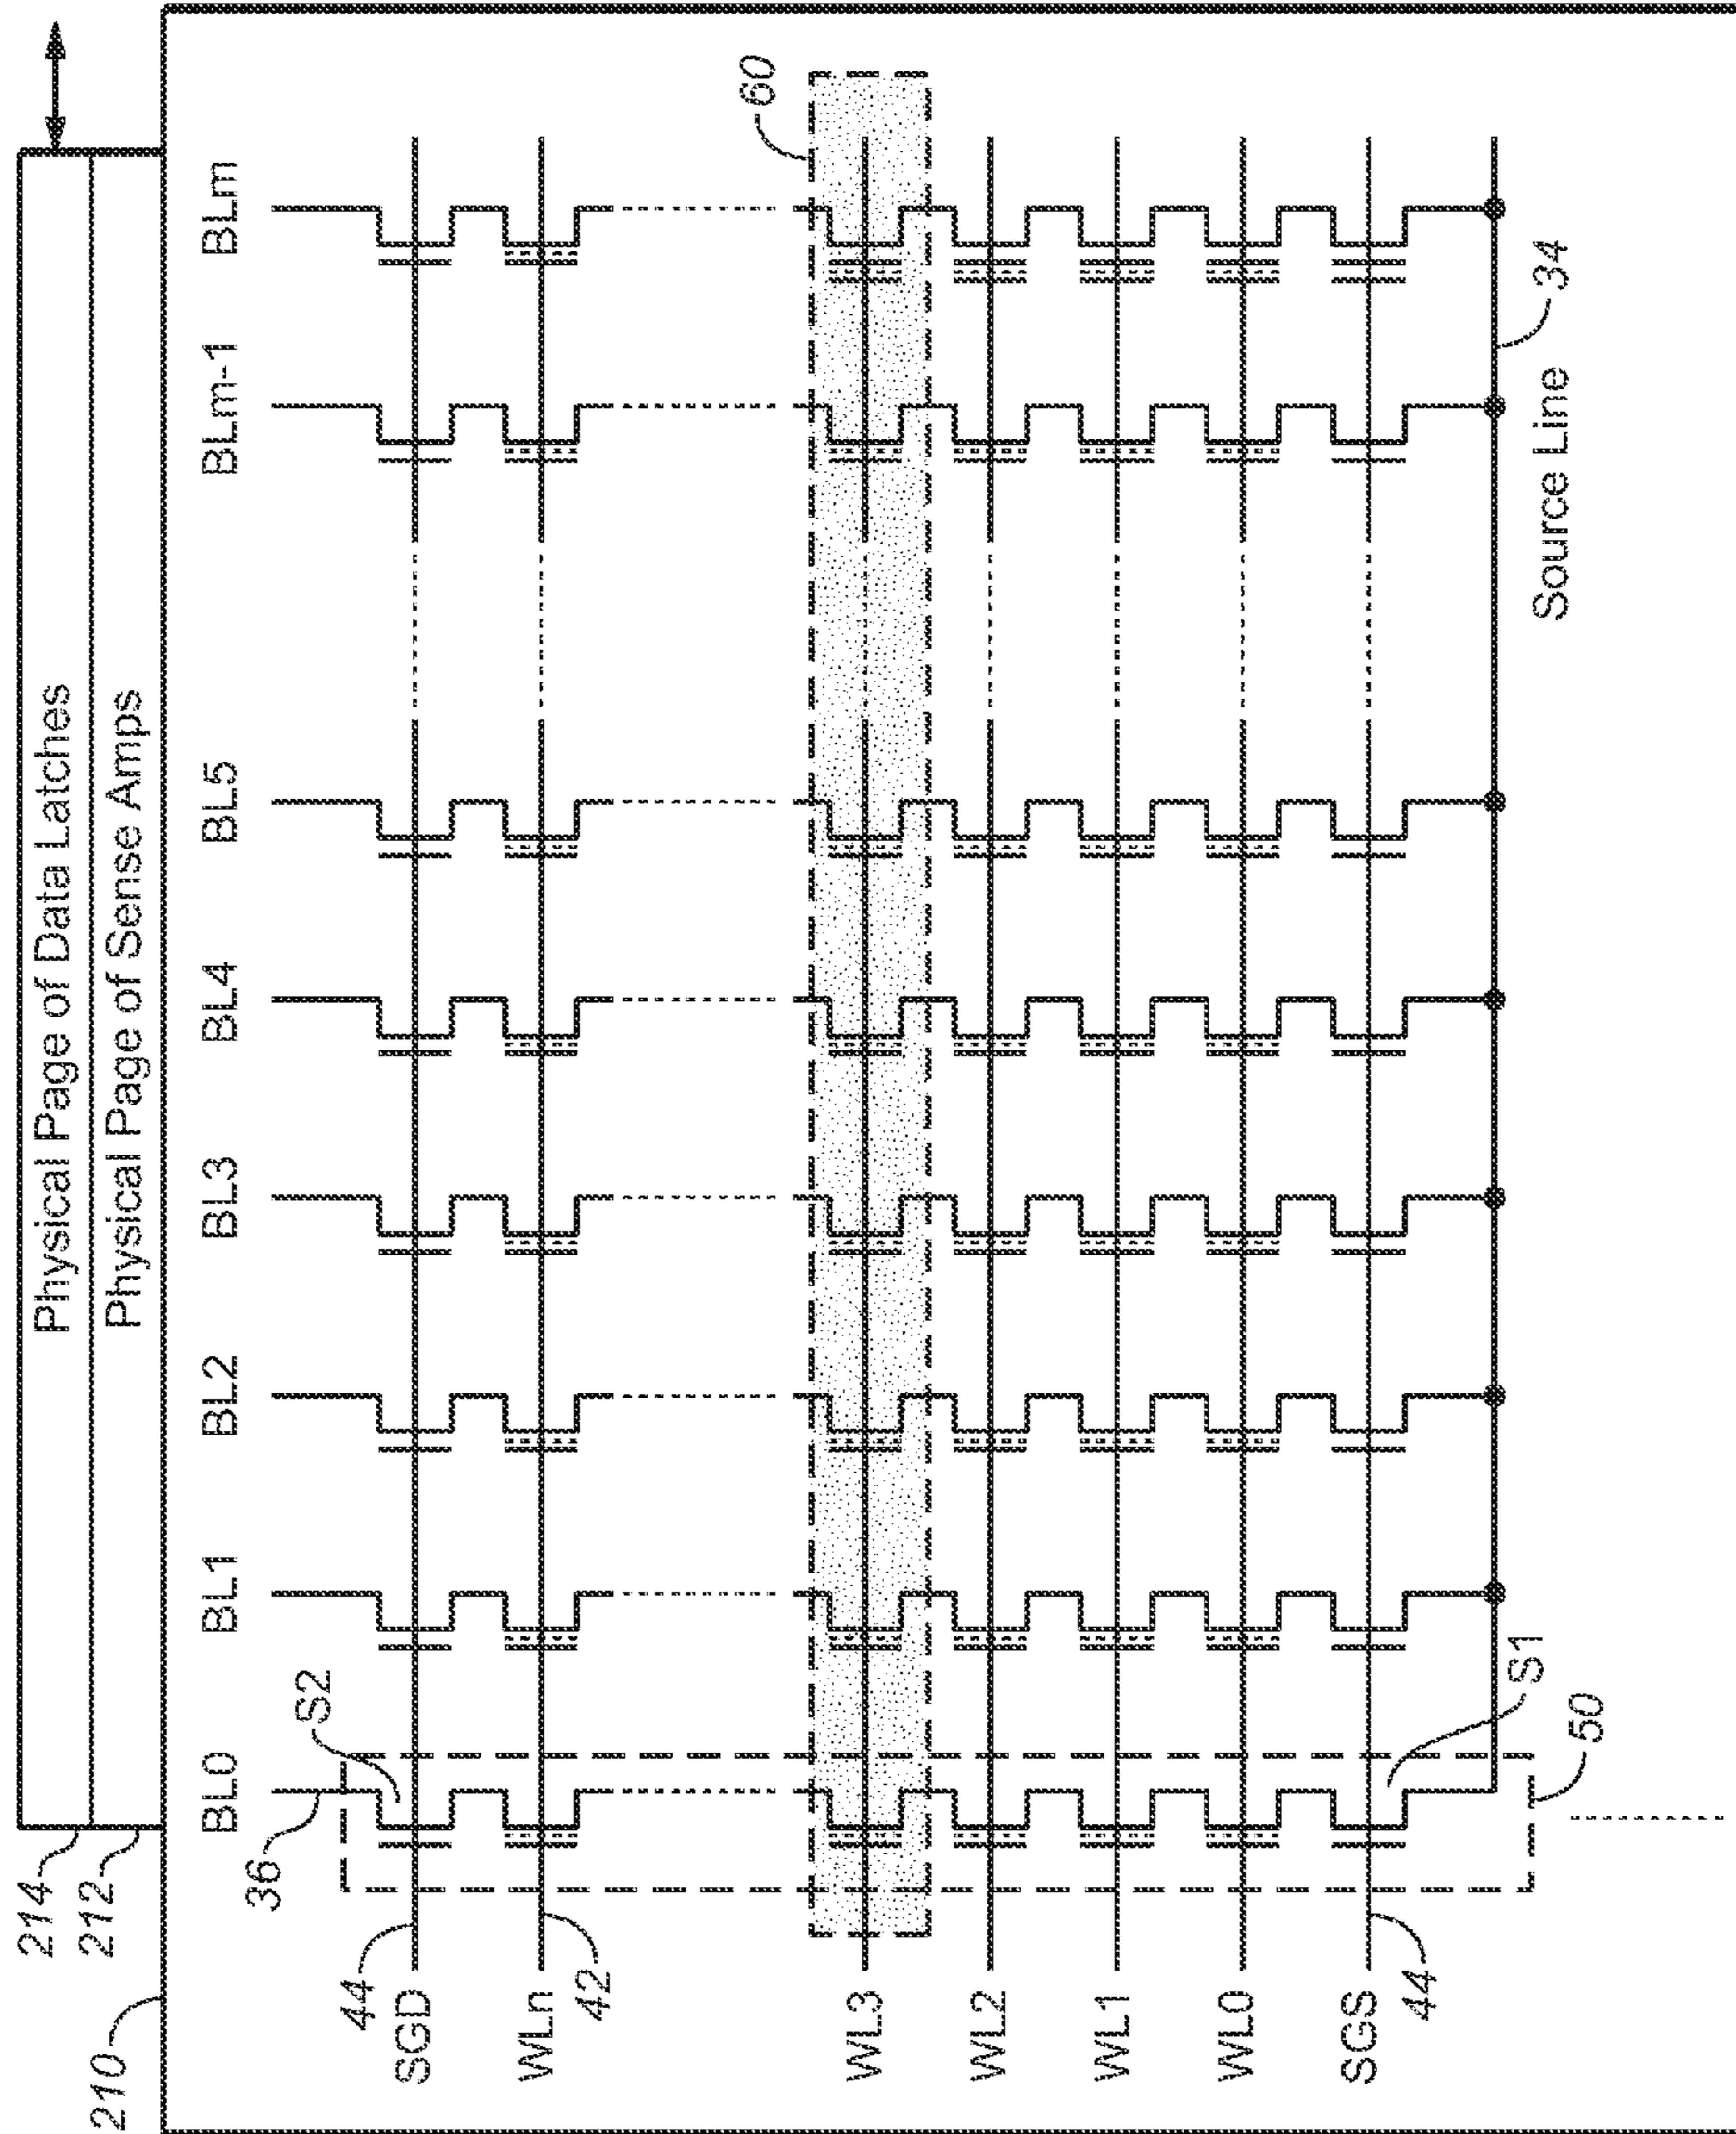 210
214
212
Physical Page of Data Latches
Physical Page of Sense Amps
BL0 BL1 BL2 BL3 BL4 BL5 BLm-1 BLm
36
S2
44
SGD
WLn
42
60
WL3
WL2
WL1
WL0
SGS
44
S1
50
34
Source Line